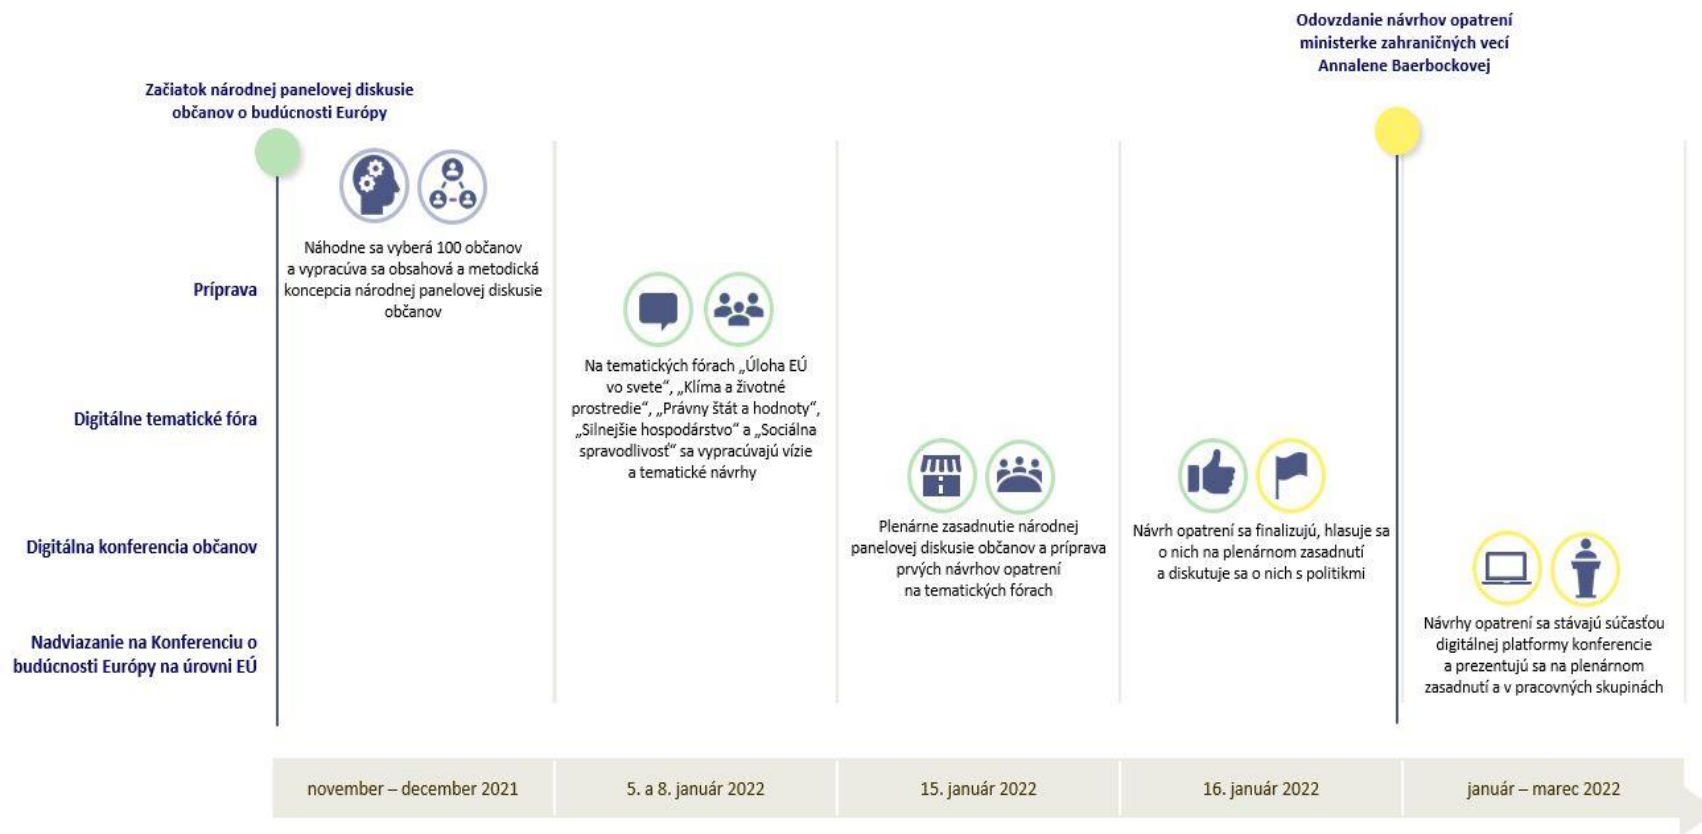 Odovzdanie návrhov opatrení
ministerke zahraničných vecí
Annalene Baerbockovej
Začiatok národnej panelovej diskusie
občanov o budúcnosti Európy
Náhodne sa vyberá 100 občanov
a vypracúva sa obsahová a metodická
koncepcia národnej panelovej diskusie
občanov
Príprava
Na tematických fórach „Úloha EÚ
vo svete“, „Klíma a životné
prostredie“, „Právny štát a hodnoty“,
„Silnejšie hospodárstvo“ a „Sociálna
spravodlivosť“ sa vypracúvajú vízie
a tematické návrhy
Digitálne tematické fóra
Plenárne zasadnutie národnej
panelovej diskusie občanov a príprava
prvých návrhov opatrení
na tematických fórach
Návrh opatrení sa finalizujú, hlasuje sa
o nich na plenárnom zasadnutí
a diskutuje sa o nich s politikmi
Digitálna konferencia občanov
Návrhy opatrení sa stávajú súčasťou
digitálnej platformy konferencie
a prezentujú sa na plenárnom
zasadnutí a v pracovných skupinách
Nadviazanie na Konferenciu o
budúcnosti Európy na úrovni EÚ
november – december 2021
5. a 8. január 2022
15. január 2022
16. január 2022
január – marec 2022